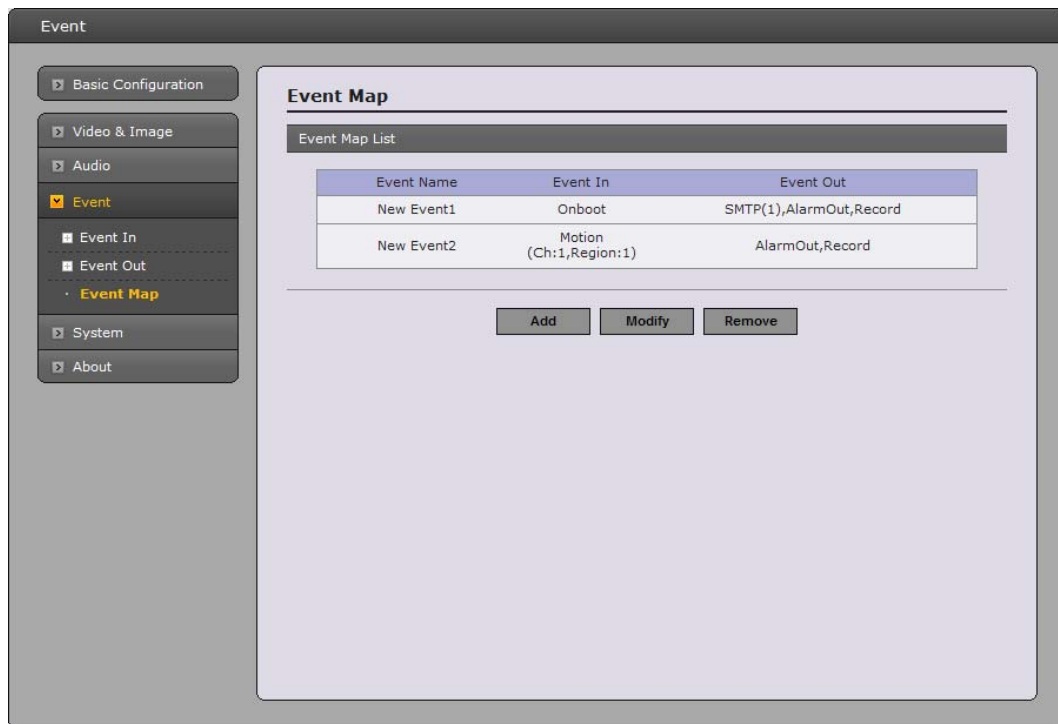 Event
Basic Configuration
Video & Image
Audio
Event
Event In
Event Out
Event Map
System
About
Event Map
Event Map List
Event Name Event In Event Out
New Event1 Onboot SMTP(1),AlarmOut,Record
New Event2 Motion (Ch:1,Region:1) AlarmOut,Record
Add Modify Remove